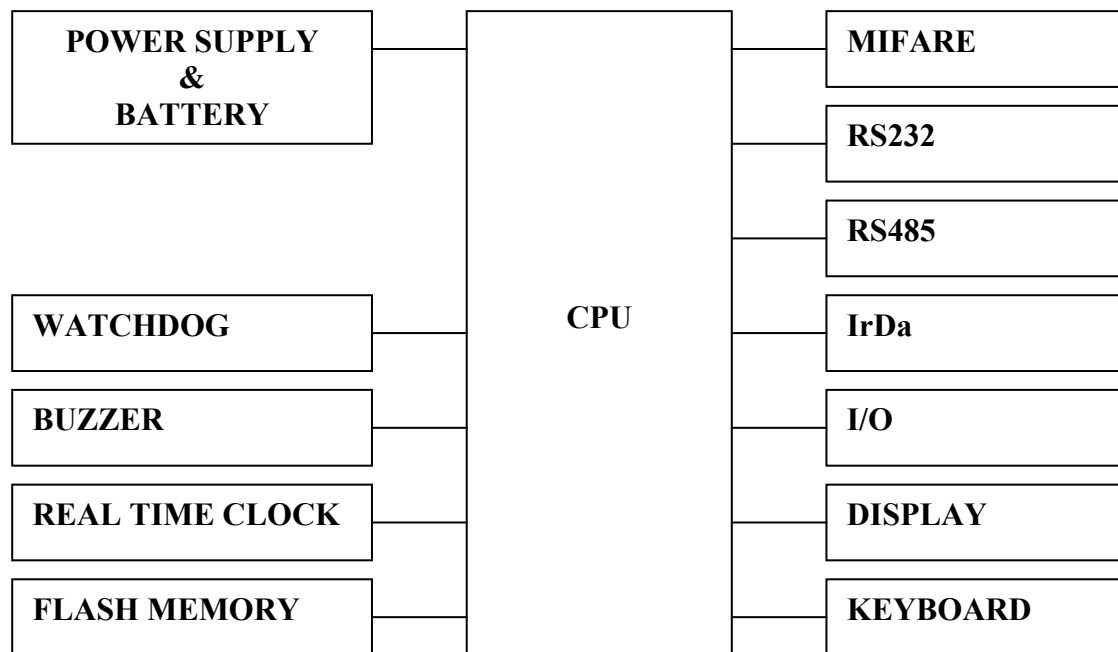 POWER SUPPLY
&
BATTERY
WATCHDOG
BUZZER
REAL TIME CLOCK
FLASH MEMORY
CPU
MIFARE
RS232
RS485
IrDa
I/O
DISPLAY
KEYBOARD